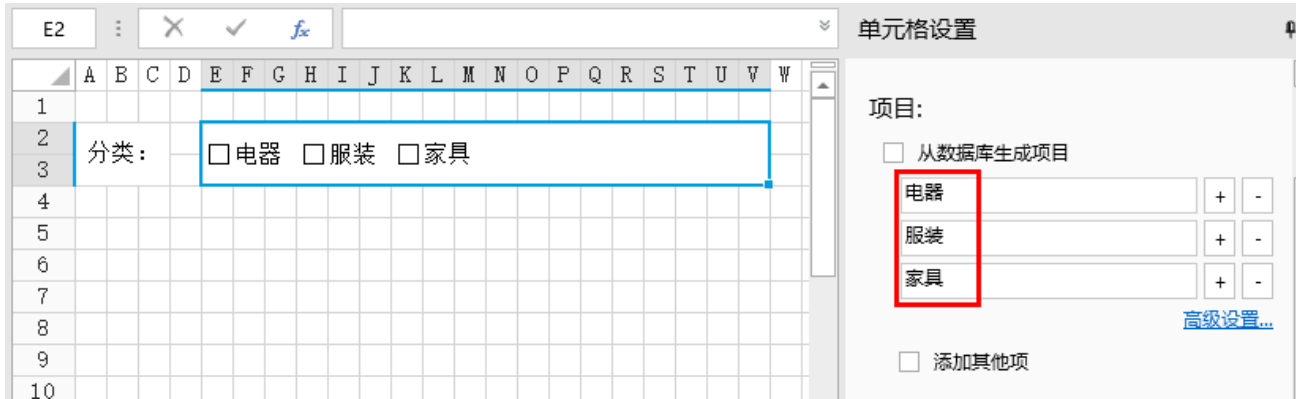 E2 fx 单元格设置
A B C D E F G H I J K L M N O P Q R S T U V W
1
2
分类： 电器 服装 家具
3
4
5
6
7
8
9
10
项目:
从数据库生成项目
电器 + -
服装 + -
家具 + -
高级设置...
添加其他项